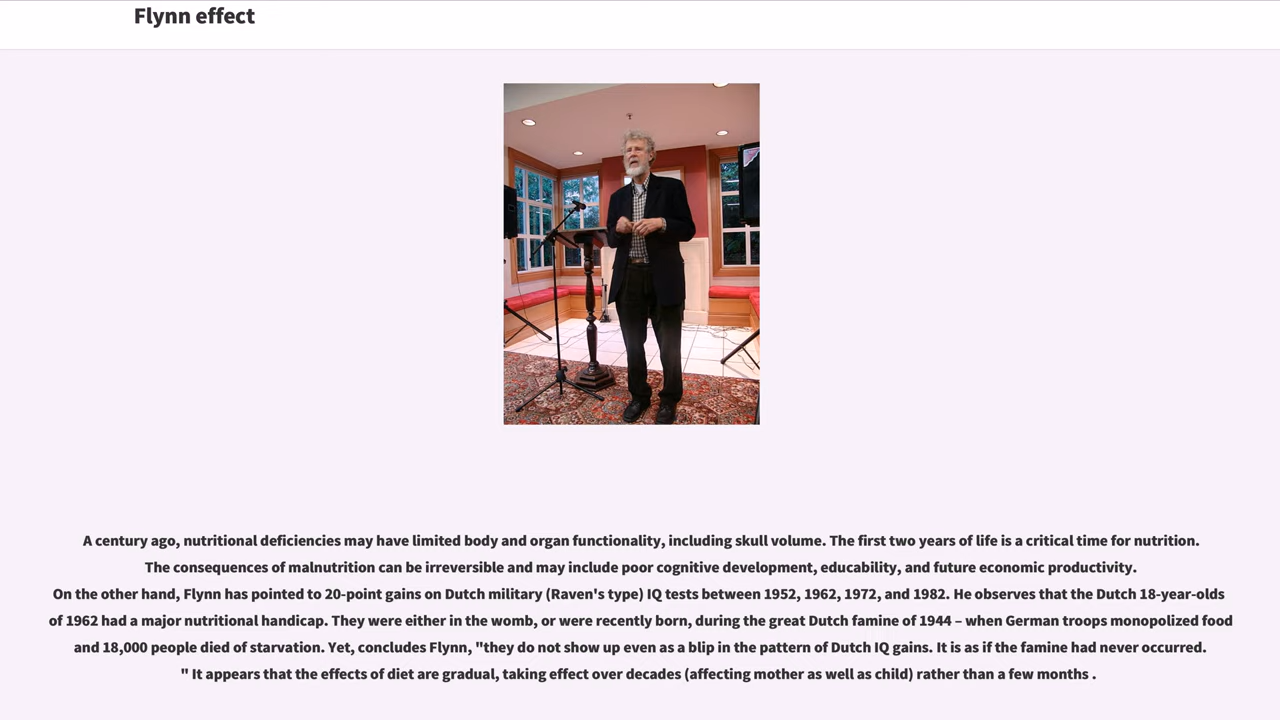 Flynn effect
A century ago, nutritional deficiencies may have limited body and organ functionality, including skull volume. The first two years of life is a critical time for nutrition.
The consequences of malnutrition can be irreversible and may include poor cognitive development, educability, and future economic productivity.
On the other hand, Flynn has pointed to 20-point gains on Dutch military (Raven's type) IQ tests between 1952, 1962, 1972, and 1982. He observes that the Dutch 18-year-olds
of 1962 had a major nutritional handicap. They were either in the womb, or were recently born, during the great Dutch famine of 1944 – when German troops monopolized food
and 18,000 people died of starvation. Yet, concludes Flynn, "they do not show up even as a blip in the pattern of Dutch IQ gains. It is as if the famine had never occurred.
" It appears that the effects of diet are gradual, taking effect over decades (affecting mother as well as child) rather than a few months .